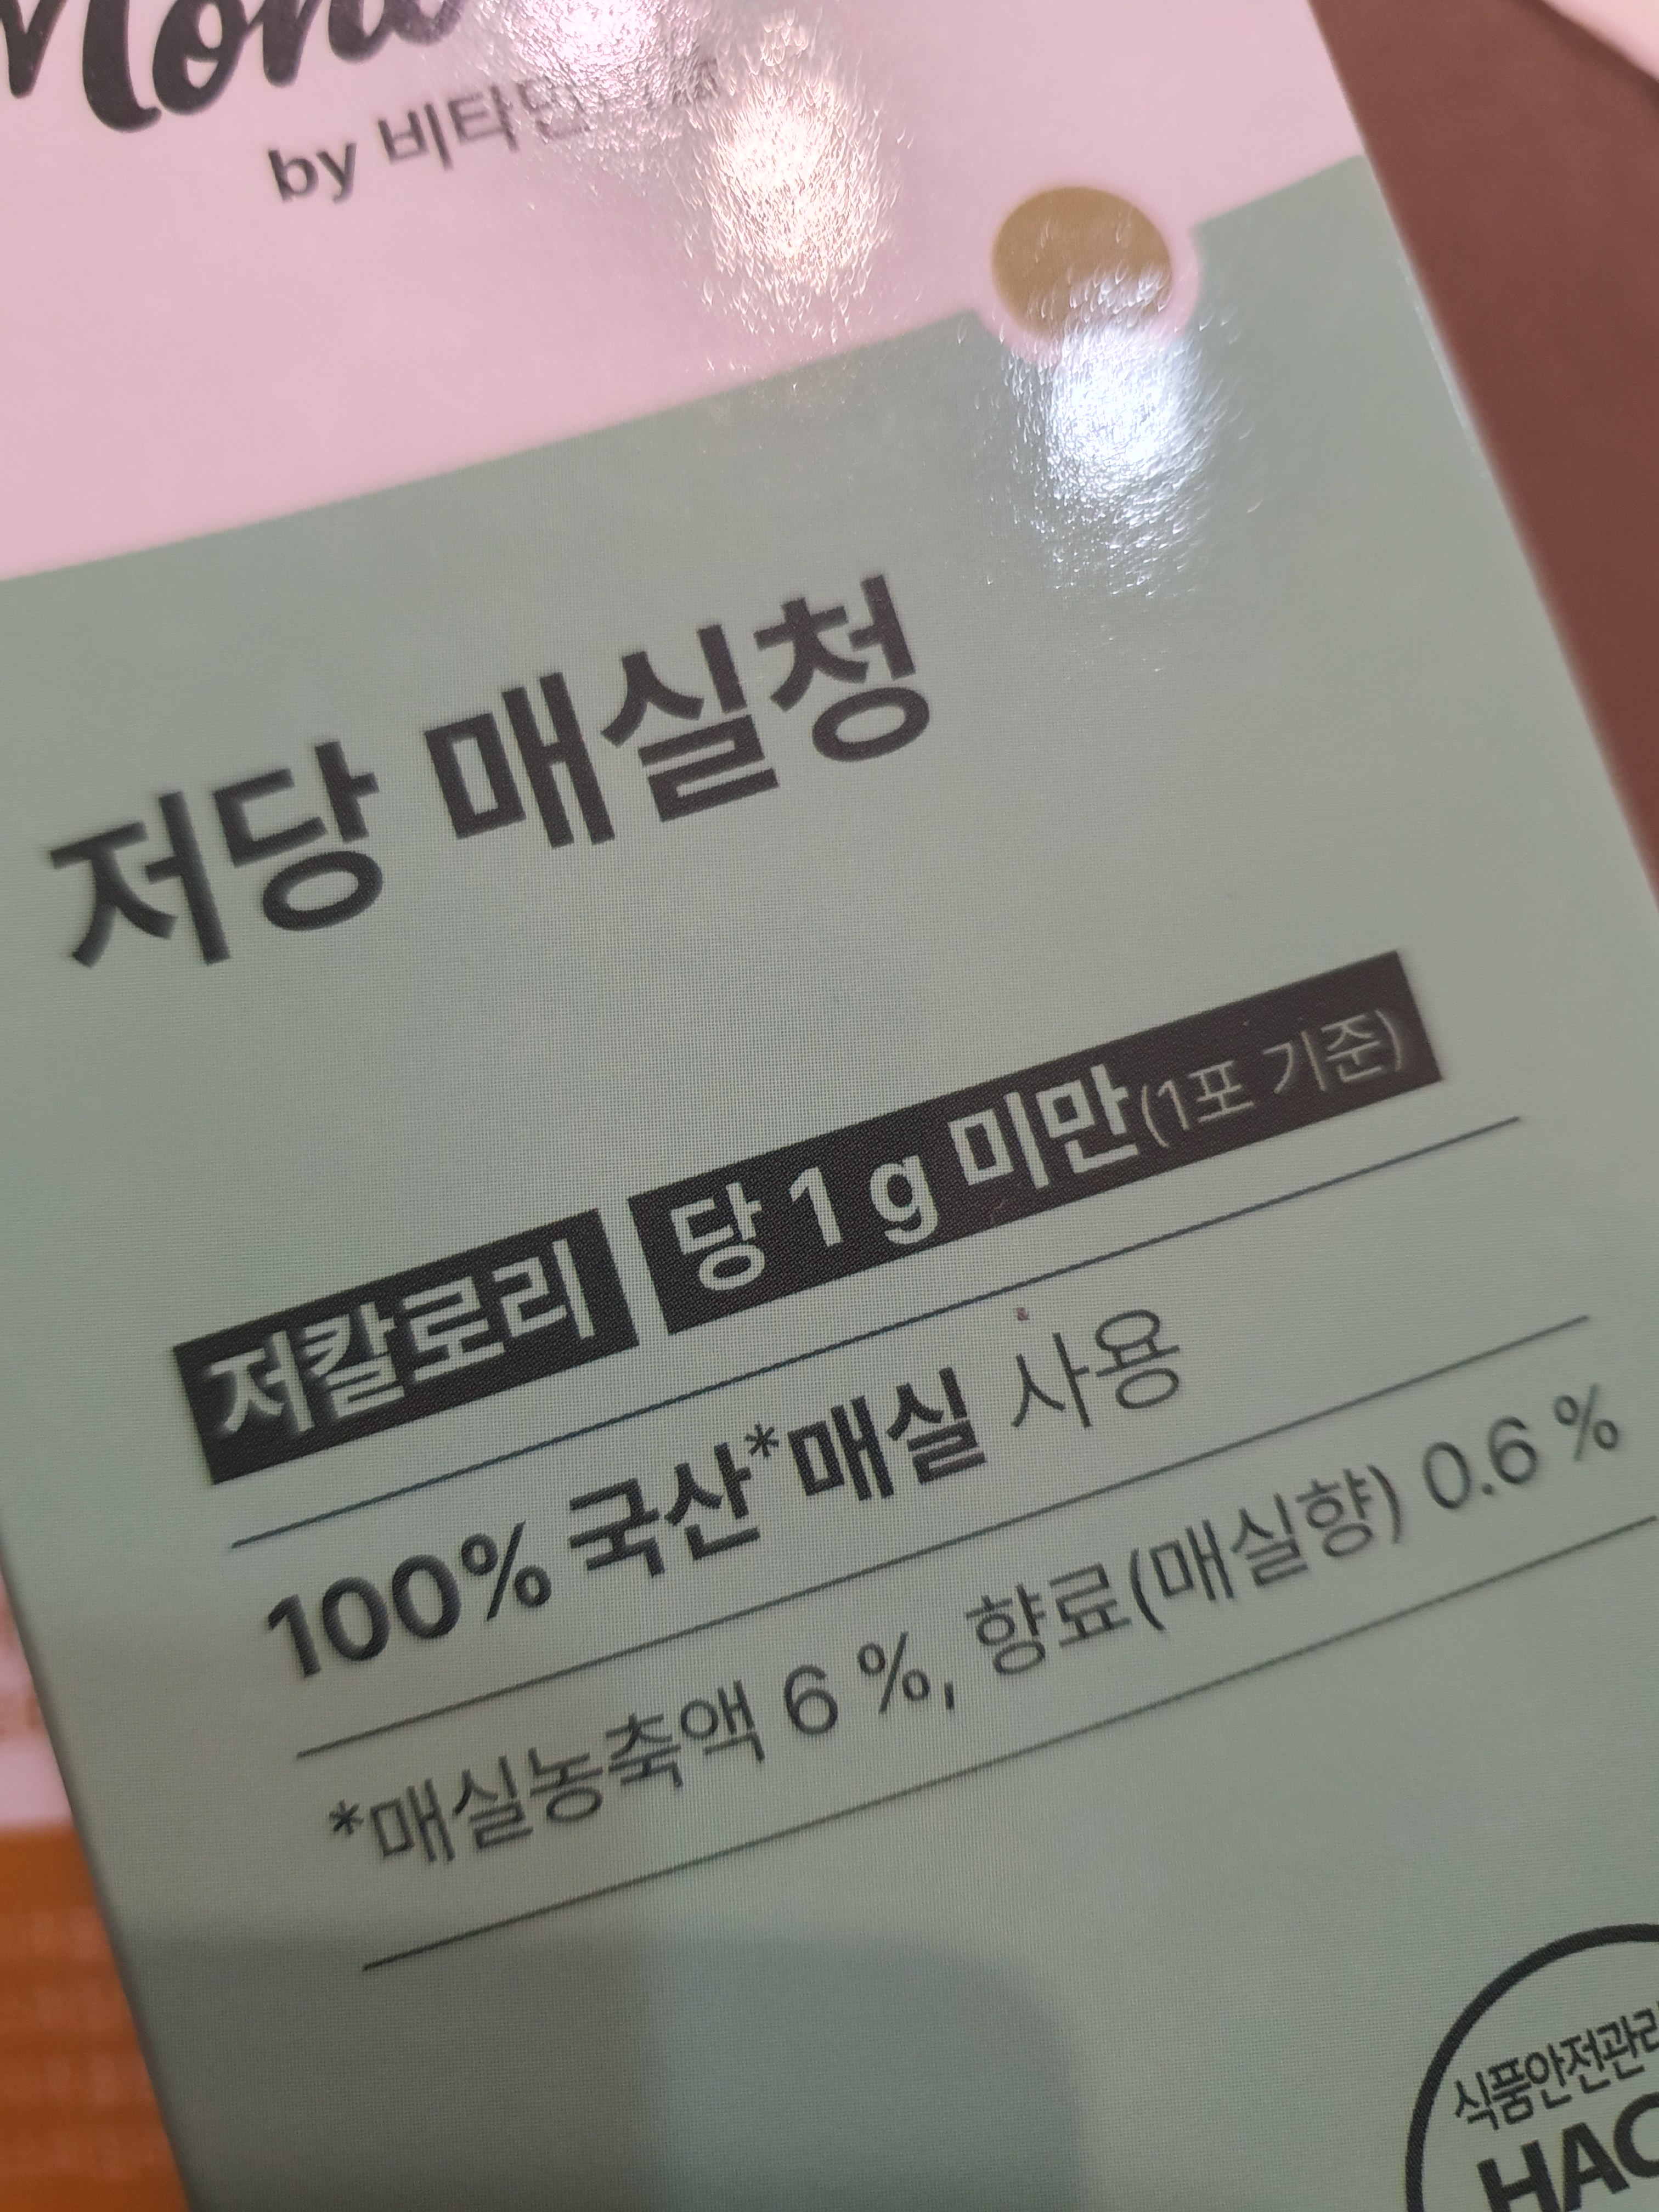 by 비타민
저당 매실청
저칼로리 당 1 g 미만(1포 기준)
100% 국산*매실 사용
*매실농축액 6 %, 향료(매실향) 0.6 %
식품안전관리